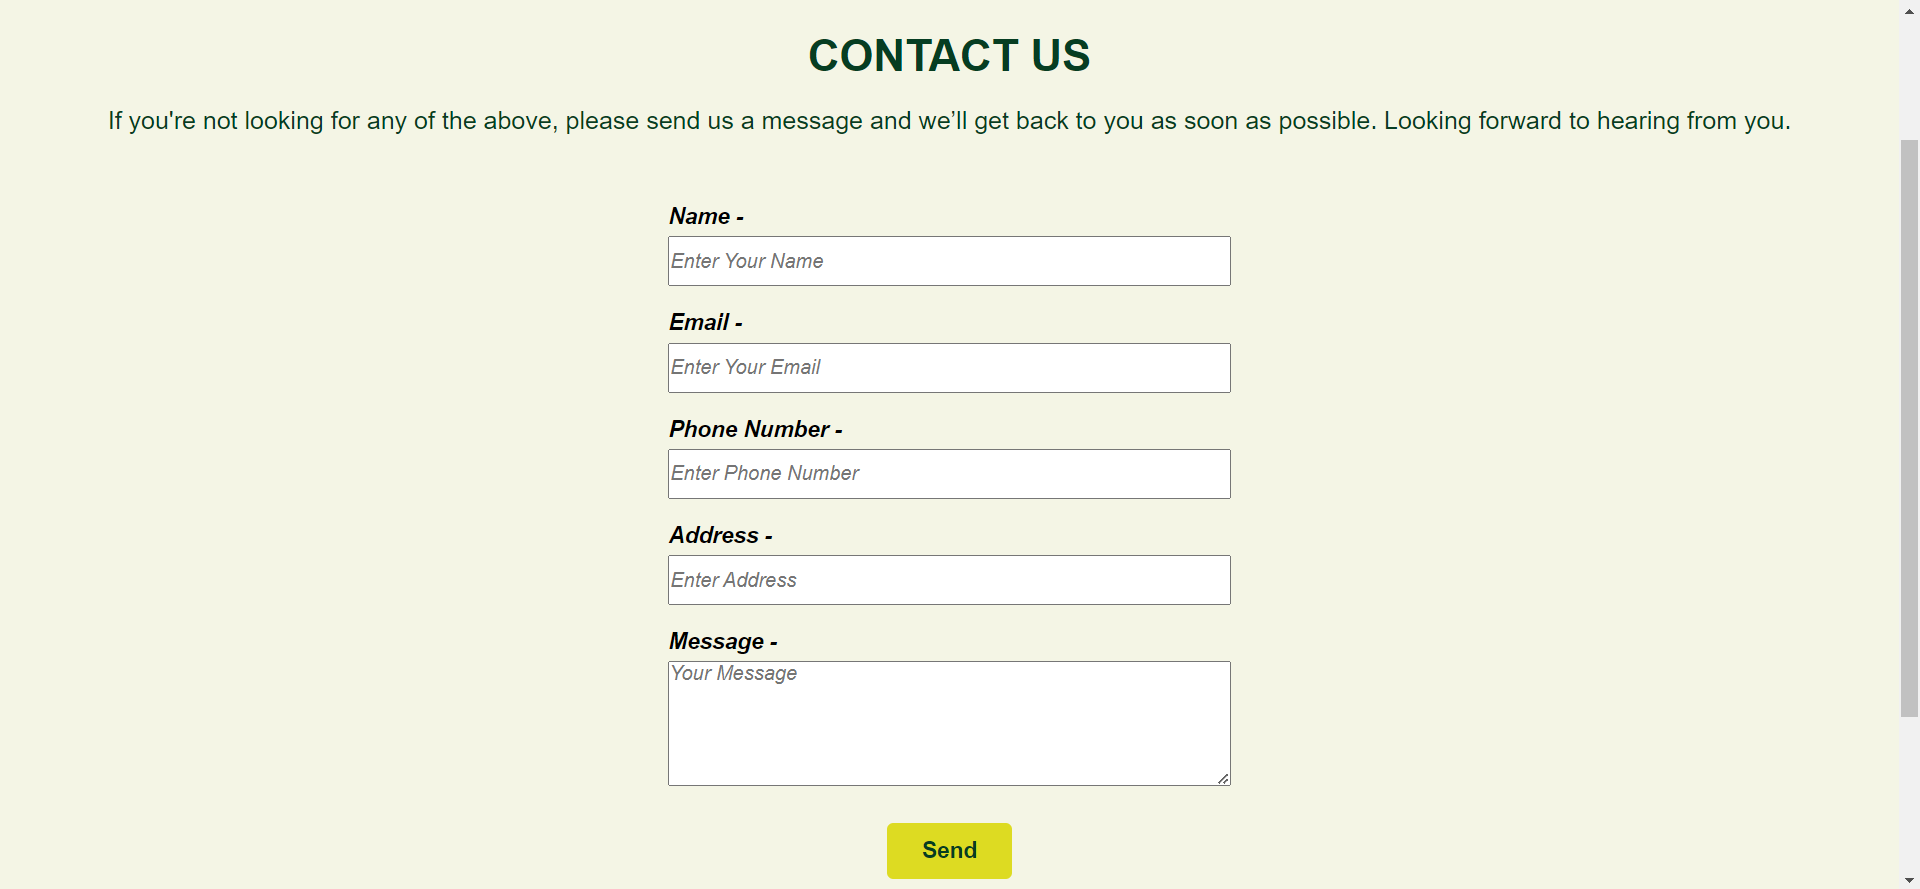 CONTACT US
If you're not looking for any of the above, please send us a message and we’ll get back to you as soon as possible. Looking forward to hearing from you.
Name -
Enter Your Name
Email -
Enter Your Email
Phone Number -
Enter Phone Number
Address -
Enter Address
Message -
Your Message
Send